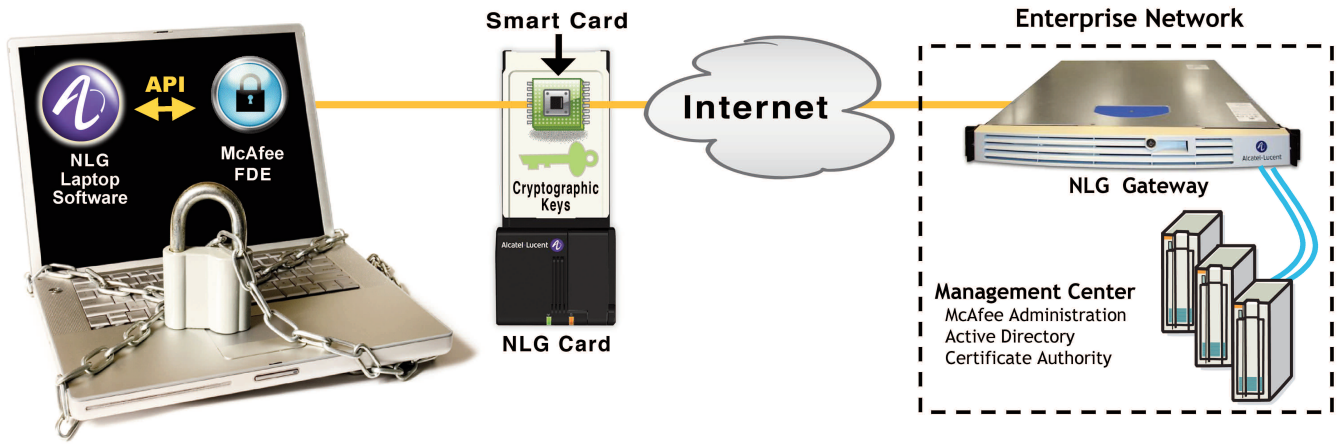 API
NLG
Laptop
Software
McAfee
FDE
Smart Card
Cryptographic
Keys
Alcatel·Lucent
NLG Card
Internet
Enterprise Network
Alcatel·Lucent
NLG Gateway
Management Center
McAfee Administration
Active Directory
Certificate Authority